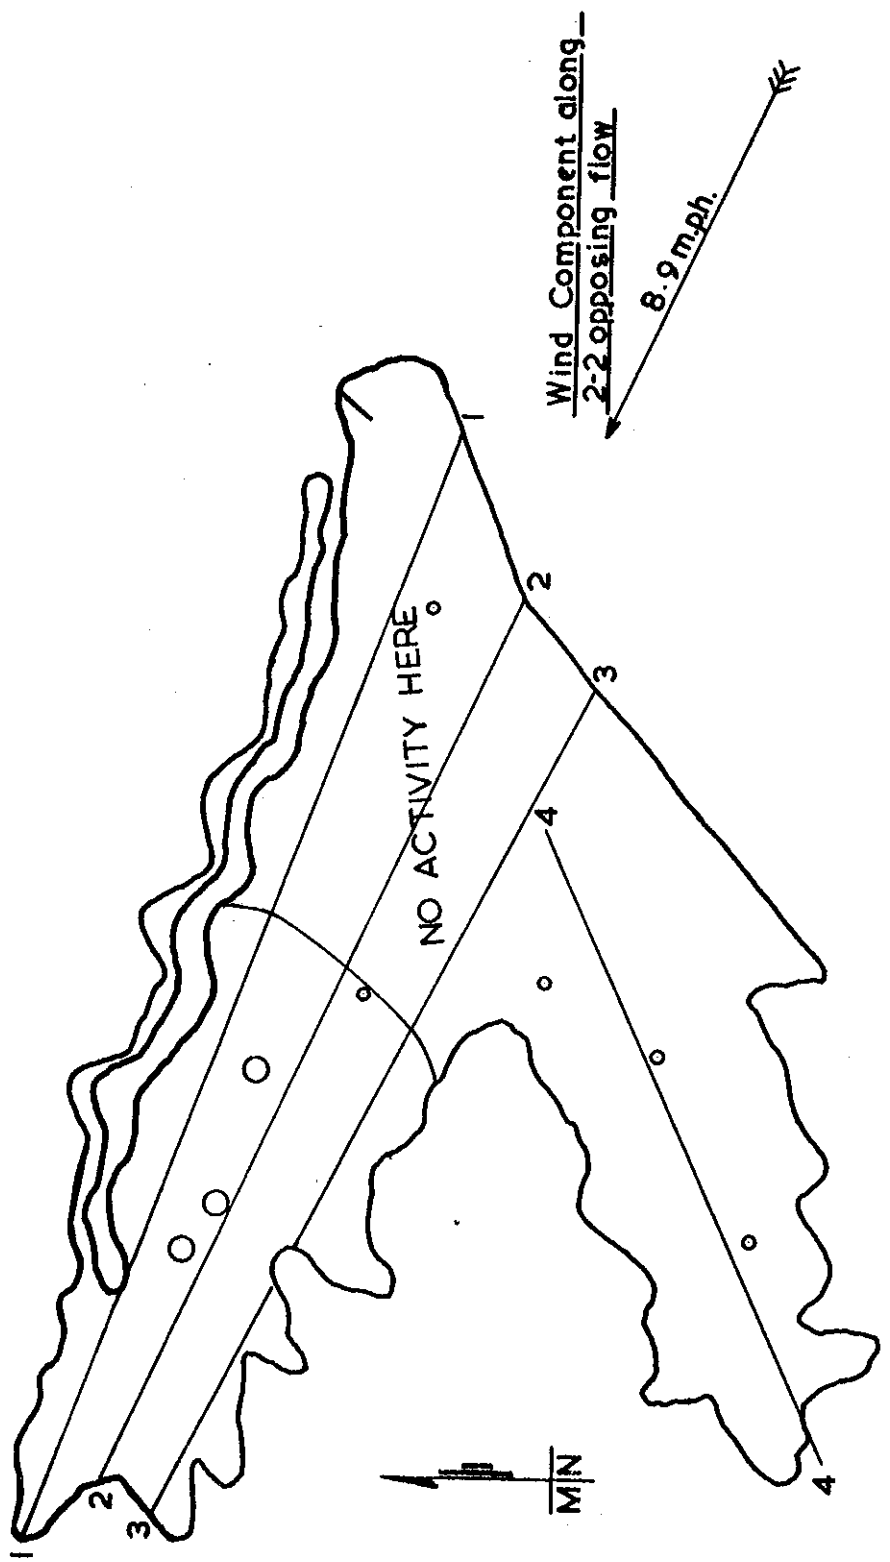 Wind Component along
2-2 opposing flow
8.9 m.p.h.
NO ACTIVITY HERE
1
2
3
4
1
2
3
4
MN